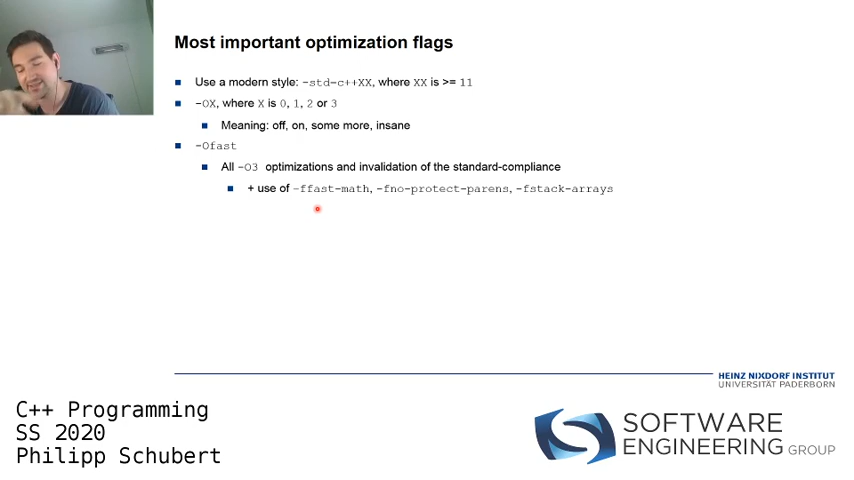 Most important optimization flags
Use a modern style: -std-c++XX, where XX is >= 11
-OX, where X is 0, 1, 2 or 3
Meaning: off, on, some more, insane
-Ofast
All -O3 optimizations and invalidation of the standard-compliance
+ use of -ffast-math, -fno-protect-parens, -fstack-arrays
HEINZ NIXDORF INSTITUT
UNIVERSITÄT PADERBORN
C++ Programming
SS 2020
Philipp Schubert
SOFTWARE
ENGINEERING GROUP